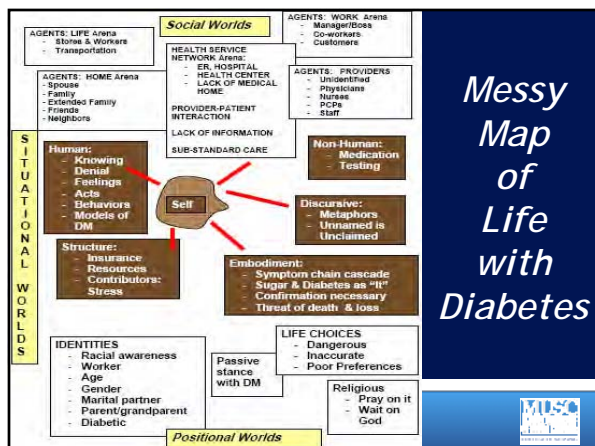 Social Worlds
AGENTS: LIFE Arena
- Stores & Workers
- Transportation
AGENTS: WORK Arena
- Manager/Boss
- Co-workers
- Customers
HEALTH SERVICE
NETWORK Arena:
- ER, HOSPITAL
- HEALTH CENTER
- LACK OF MEDICAL
HOME
PROVIDER-PATIENT
INTERACTION
LACK OF INFORMATION
SUB-STANDARD CARE
AGENTS: HOME Arena
- Spouse
- Family
- Extended Family
- Friends
- Neighbors
AGENTS: PROVIDERS
- Unidentified
- Physicians
- Nurses
- PCPs
- Staff
SITUATIONAL WORLDS
Human:
- Knowing
- Denial
- Feelings
- Acts
- Behaviors
- Models of
DM
Non-Human:
- Medication
- Testing
Self
Discursive:
- Metaphors
- Unnamed is
Unclaimed
Structure:
- Insurance
- Resources
- Contributors:
Stress
Embodiment:
- Symptom chain cascade
- Sugar & Diabetes as "It"
- Confirmation necessary
- Threat of death & loss
IDENTITIES
- Racial awareness
- Worker
- Age
- Gender
- Marital partner
- Parent/grandparent
- Diabetic
Passive
stance with DM
LIFE CHOICES
- Dangerous
- Inaccurate
- Poor Preferences
Religious
- Pray on it
- Wait on
God
Positional Worlds
Messy
Map
of
Life
with
Diabetes
MUSC